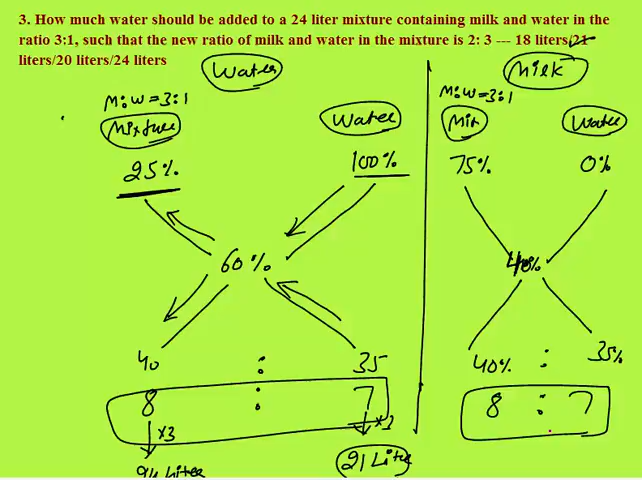 3. How much water should be added to a 24 liter mixture containing milk and water in the
ratio 3:1, such that the new ratio of milk and water in the mixture is 2: 3 --- 18 liters/21
liters/20 liters/24 liters
Water
Milk
M:W=3:1
M:W=3:1
Mixture
Water
Mix
Water
25%
100%
75%
0%
60%
40%
40 : 35
40% : 35%
8 : 7
8 : 7
x3
x3
24 Liter
21 Liter